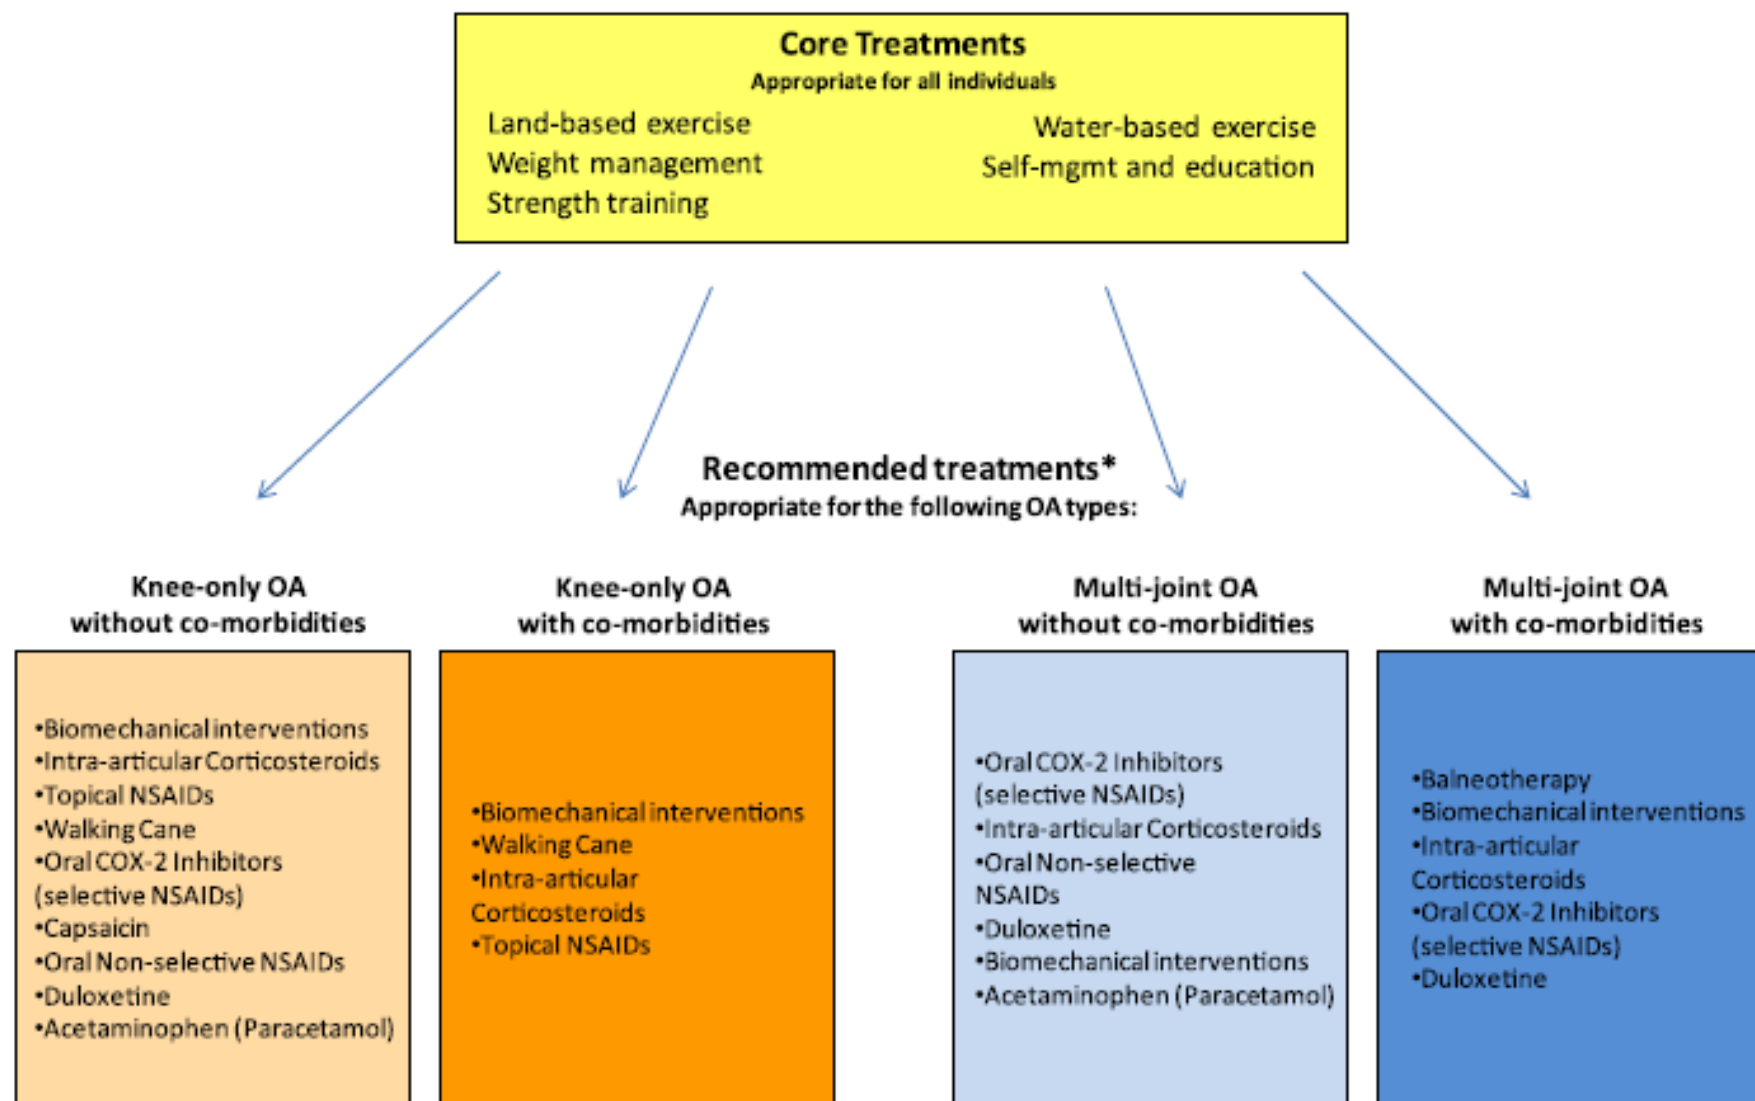 Core Treatments
Appropriate for all individuals
Land-based exercise
Weight management
Strength training
Water-based exercise
Self-mgmt and education
Recommended treatments*
Appropriate for the following OA types:
Knee-only OA
without co-morbidities
•Biomechanical interventions
•Intra-articular Corticosteroids
•Topical NSAIDs
•Walking Cane
•Oral COX-2 Inhibitors
(selective NSAIDs)
•Capsaicin
•Oral Non-selective NSAIDs
•Duloxetine
•Acetaminophen (Paracetamol)
Knee-only OA
with co-morbidities
•Biomechanical interventions
•Walking Cane
•Intra-articular
Corticosteroids
•Topical NSAIDs
Multi-joint OA
without co-morbidities
•Oral COX-2 Inhibitors
(selective NSAIDs)
•Intra-articular Corticosteroids
•Oral Non-selective
NSAIDs
•Duloxetine
•Biomechanical interventions
•Acetaminophen (Paracetamol)
Multi-joint OA
with co-morbidities
•Balneotherapy
•Biomechanical interventions
•Intra-articular
Corticosteroids
•Oral COX-2 Inhibitors
(selective NSAIDs)
•Duloxetine